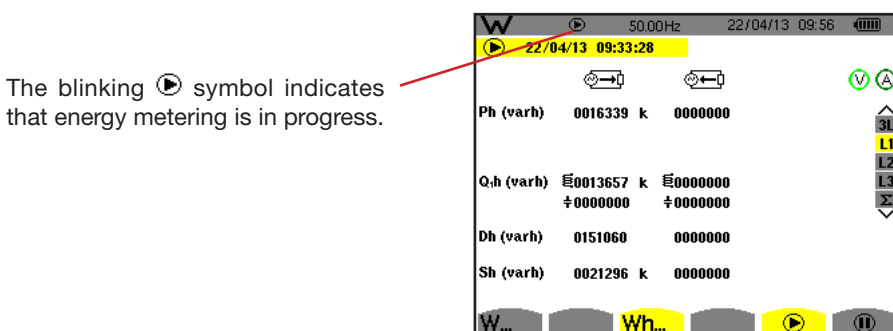 The blinking symbol indicates
that energy metering is in progress.
W 50.00Hz 22/04/13 09:56
22/04/13 09:33:28
V A
Ph (varh) 0016339 k 0000000
3L
L1
L2
Q₁h (varh) 0013657 k 0000000
L3
÷0000000 ÷0000000
Σ
Dh (varh) 0151060 0000000
Sh (varh) 0021296 k 0000000
W... Wh...